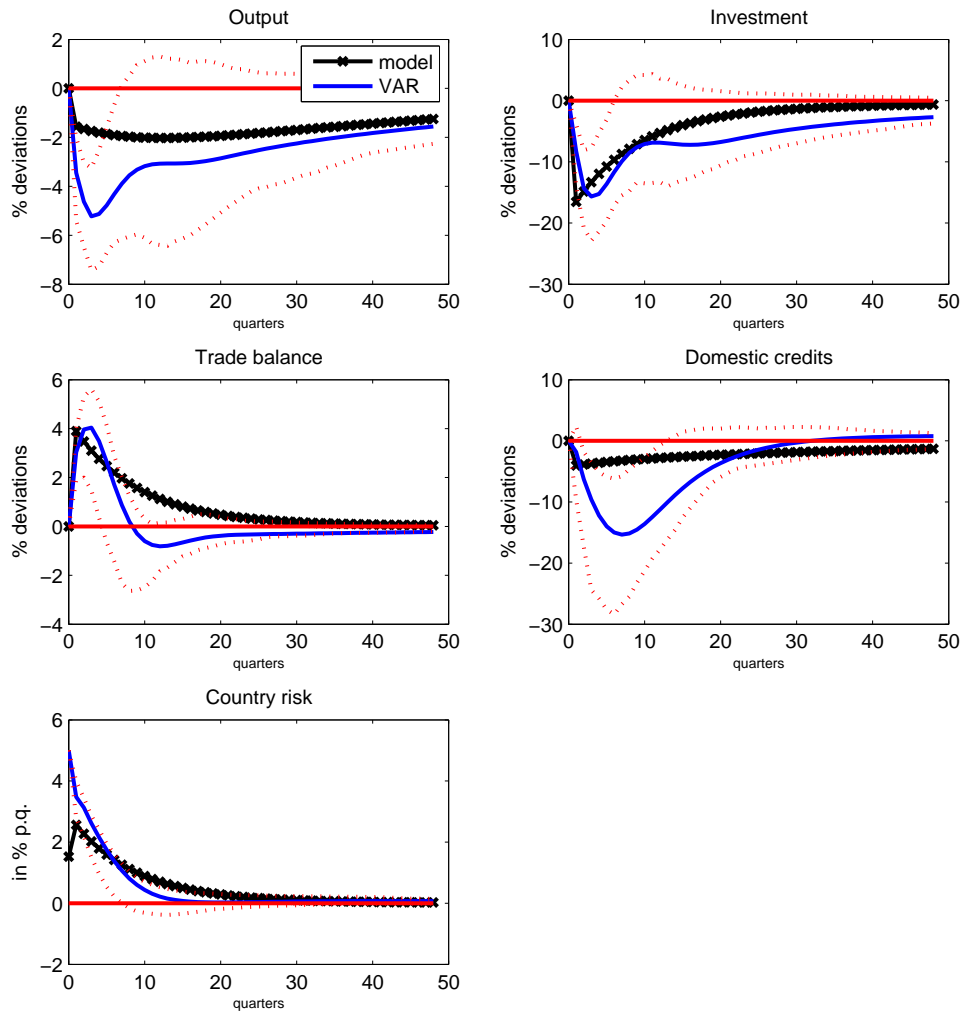 Output
% deviations
2
0
−2
−4
−6
−8
0 10 20 30 40 50
quarters
model
VAR
Investment
% deviations
10
0
−10
−20
−30
0 10 20 30 40 50
quarters
Trade balance
% deviations
6
4
2
0
−2
−4
0 10 20 30 40 50
quarters
Domestic credits
% deviations
10
0
−10
−20
−30
0 10 20 30 40 50
quarters
Country risk
in % p.q.
6
4
2
0
−2
0 10 20 30 40 50
quarters